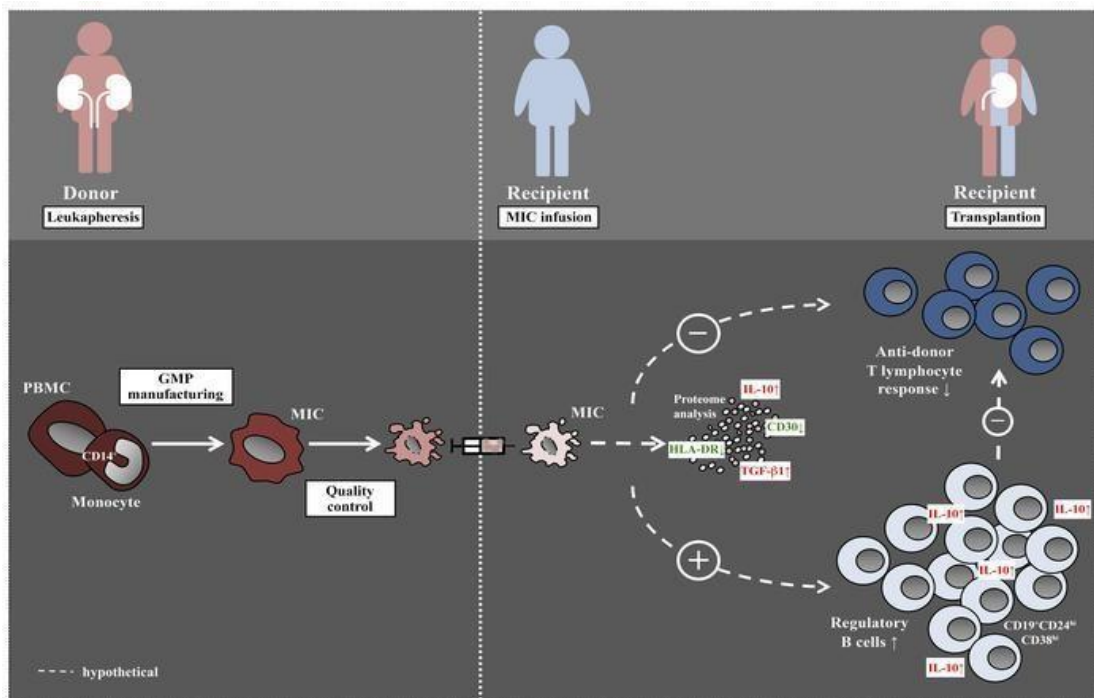 Donor
Leukapheresis
Recipient
MIC infusion
Recipient
Transplantion
PBMC
CD14⁺
Monocyte
GMP
manufacturing
MIC
Quality
control
MIC
Proteome
analysis
IL-10↑
CD30↓
HLA-DR↓
TGF-β1↑
−
+
Anti-donor
T lymphocyte
response ↓
−
IL-10↑
IL-10↑
IL-10↑
Regulatory
B cells ↑
CD19⁺CD24ʰⁱ
CD38ʰⁱ
IL-10↑
hypothetical